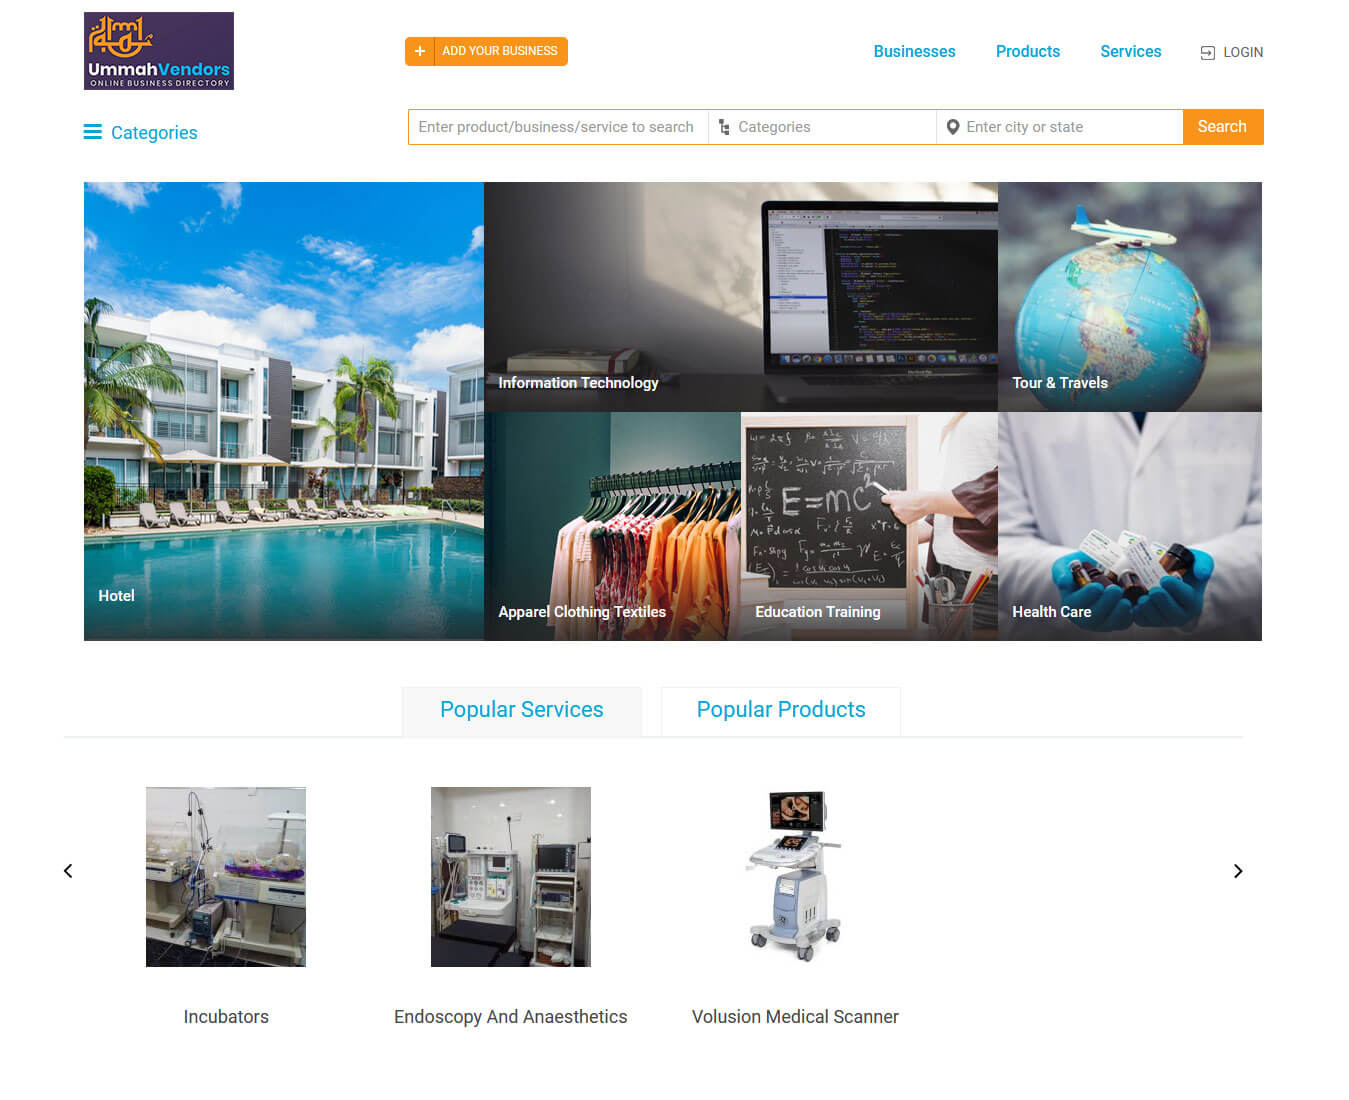 UmmahVendors
ONLINE BUSINESS DIRECTORY
+ ADD YOUR BUSINESS
Businesses
Products
Services
LOGIN
Categories
Enter product/business/service to search
Categories
Enter city or state
Search
Information Technology
Tour & Travels
Hotel
Apparel Clothing Textiles
E=mc²
Education Training
Health Care
Popular Services
Popular Products
Incubators
Endoscopy And Anaesthetics
Volusion Medical Scanner